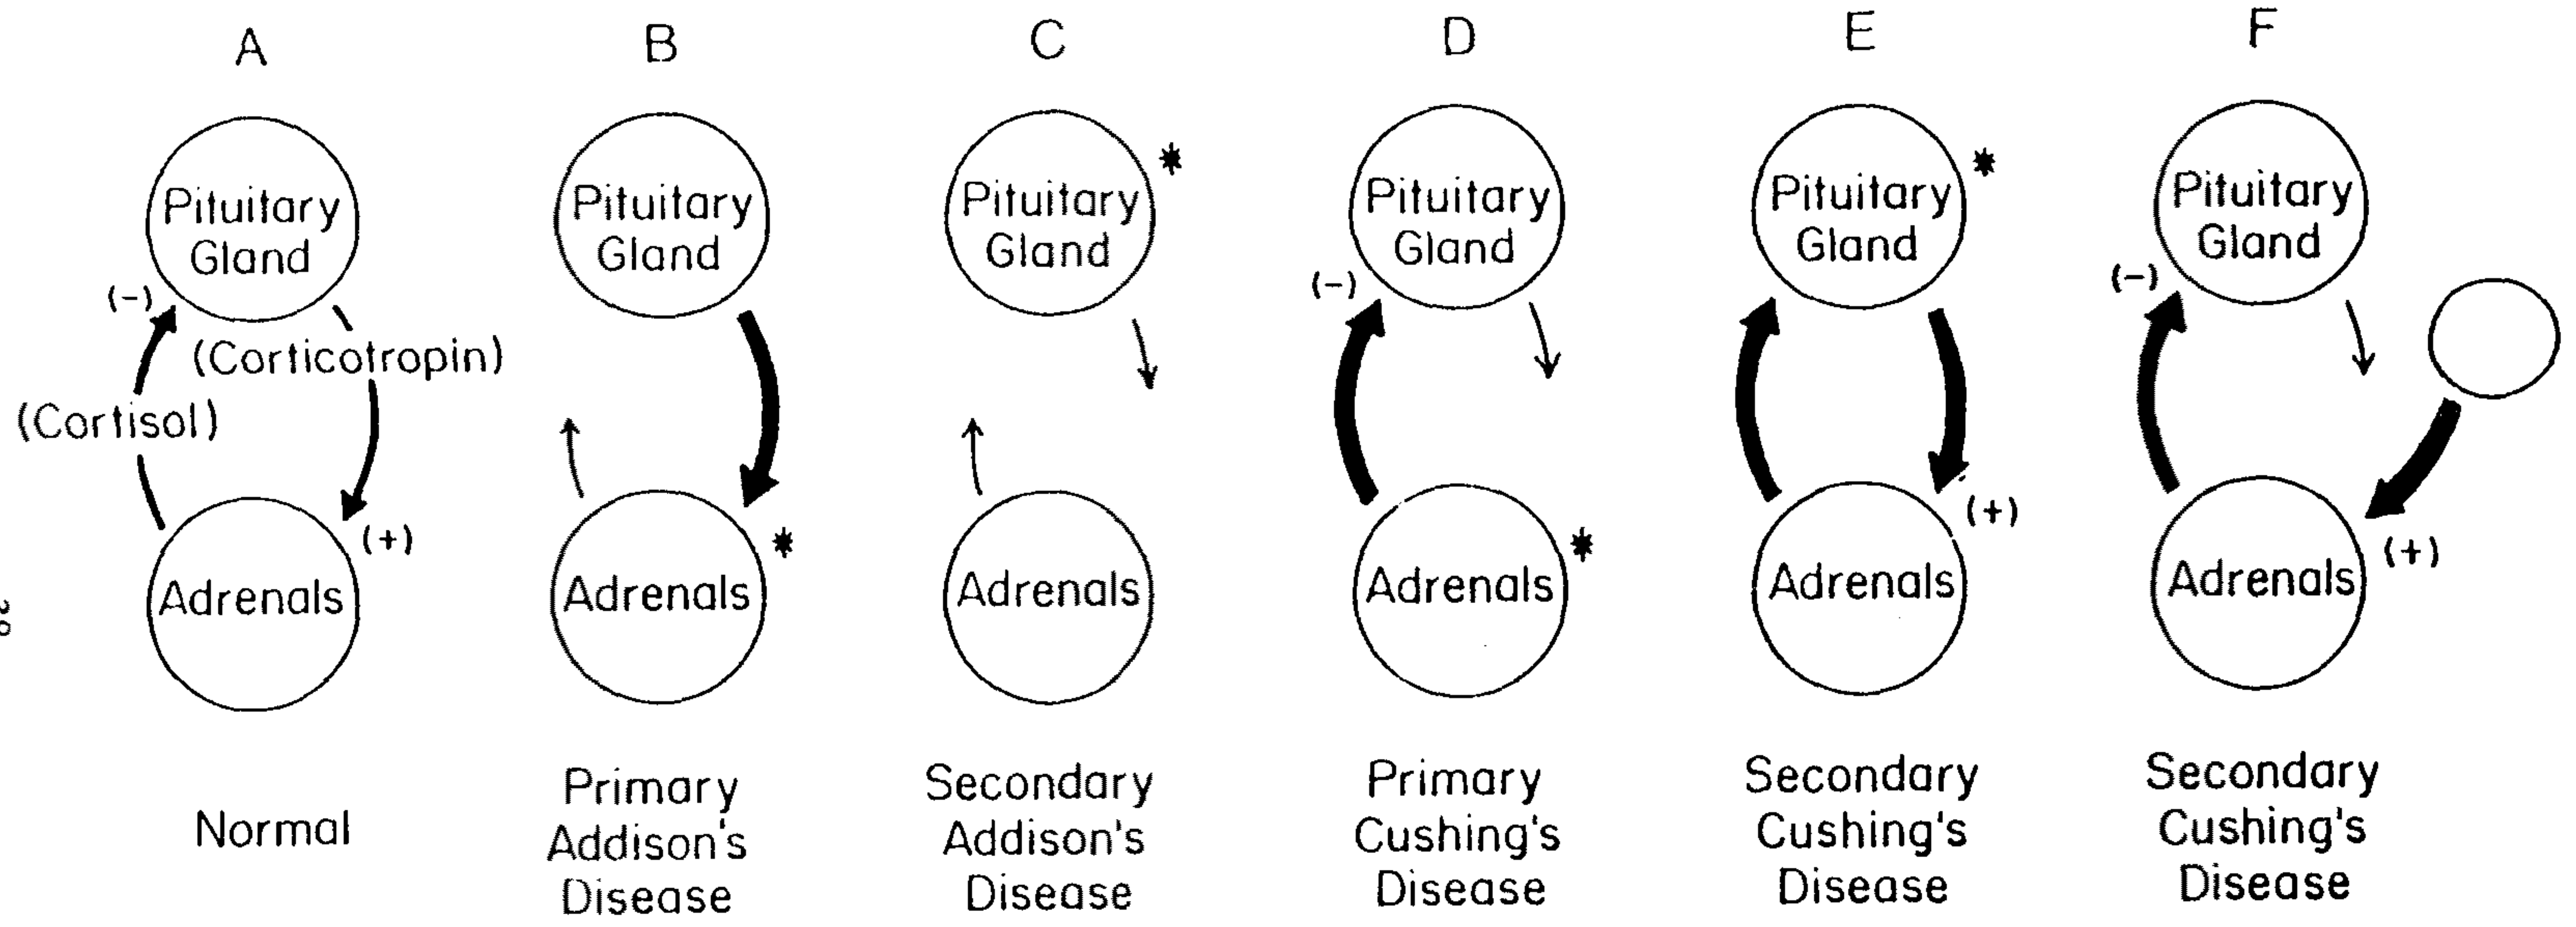 A B C D E F
Pituitary Gland
Pituitary Gland
Pituitary Gland
Pituitary Gland
Pituitary Gland
Pituitary Gland
(-)
(Corticotropin)
(Cortisol)
(+)
(-)
(+)
(-)
(+)
*
*
*
*
Adrenals
Adrenals
Adrenals
Adrenals
Adrenals
Adrenals
Normal
Primary
Addison's
Disease
Secondary
Addison's
Disease
Primary
Cushing's
Disease
Secondary
Cushing's
Disease
Secondary
Cushing's
Disease